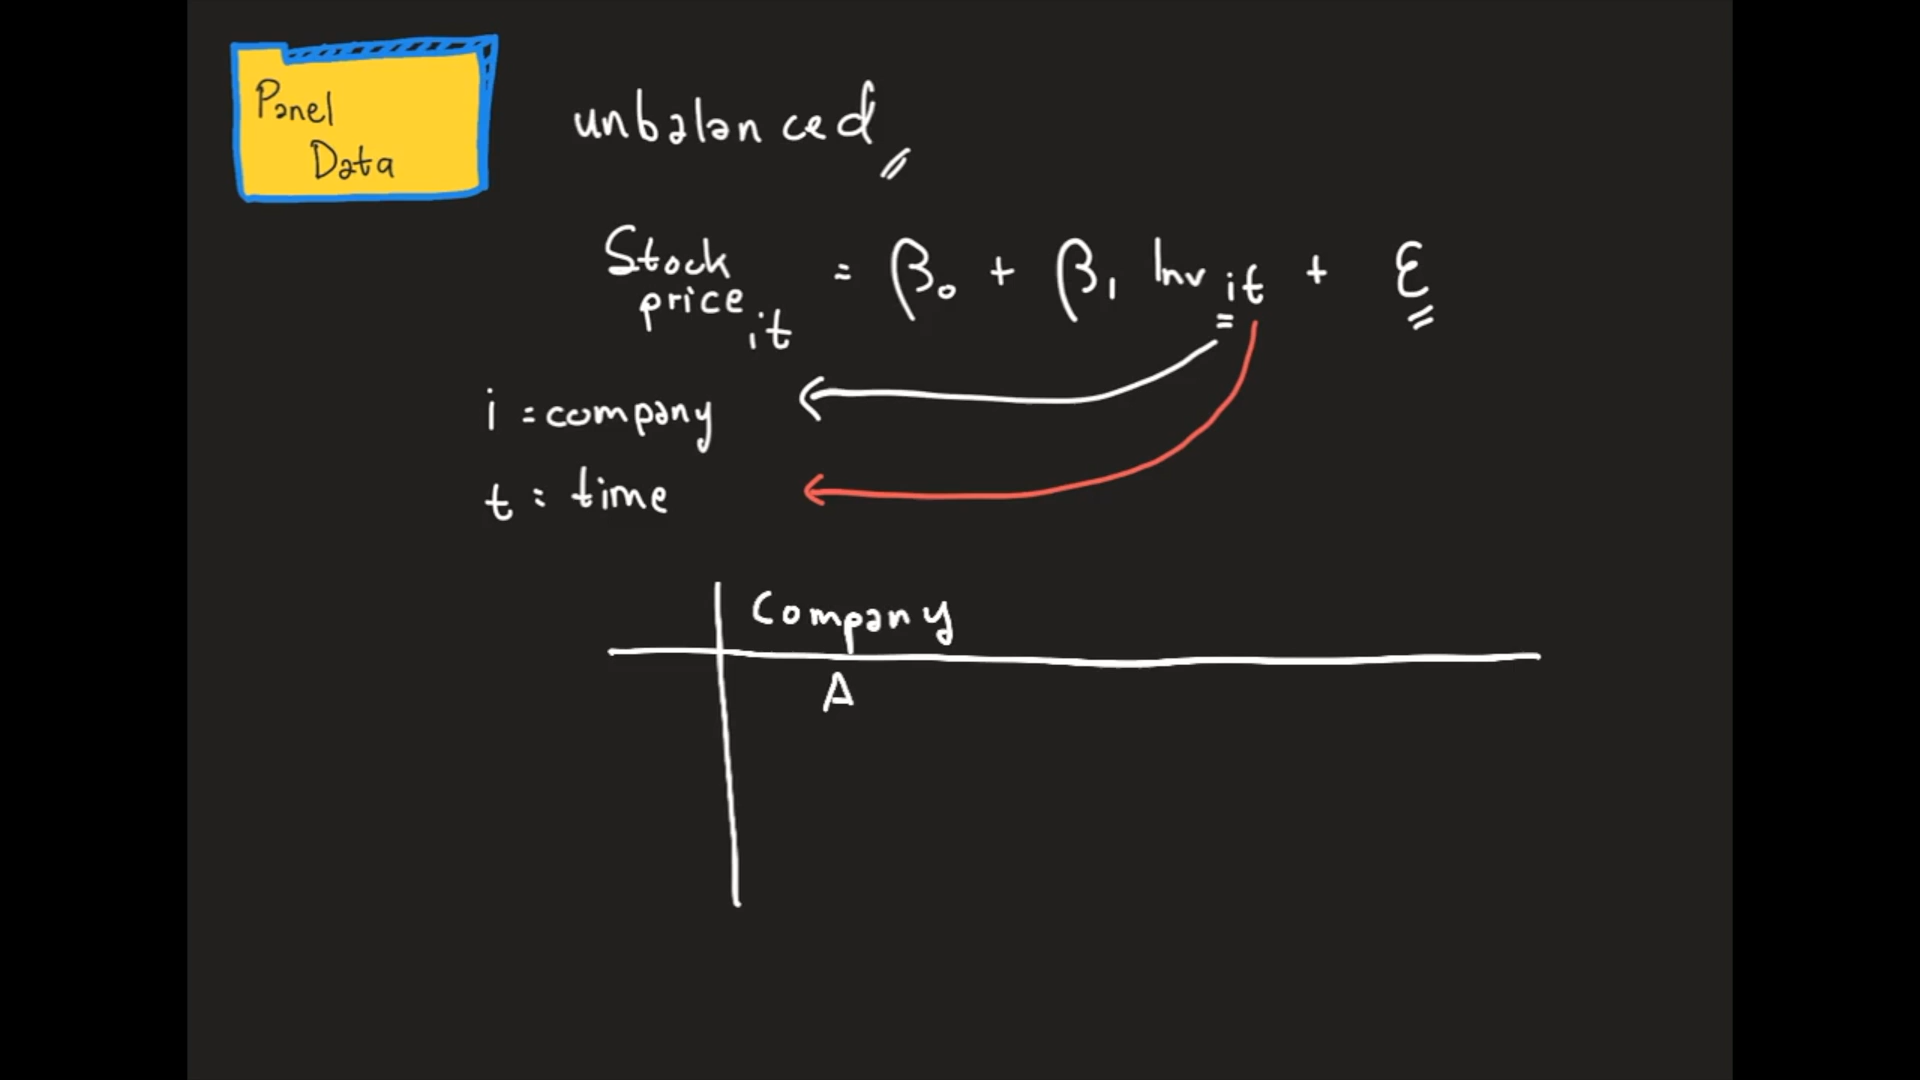 Panel
Data
unbalanced
Stock
price it = β₀ + β₁ Inv it + ε
i = company
t = time
Company
A